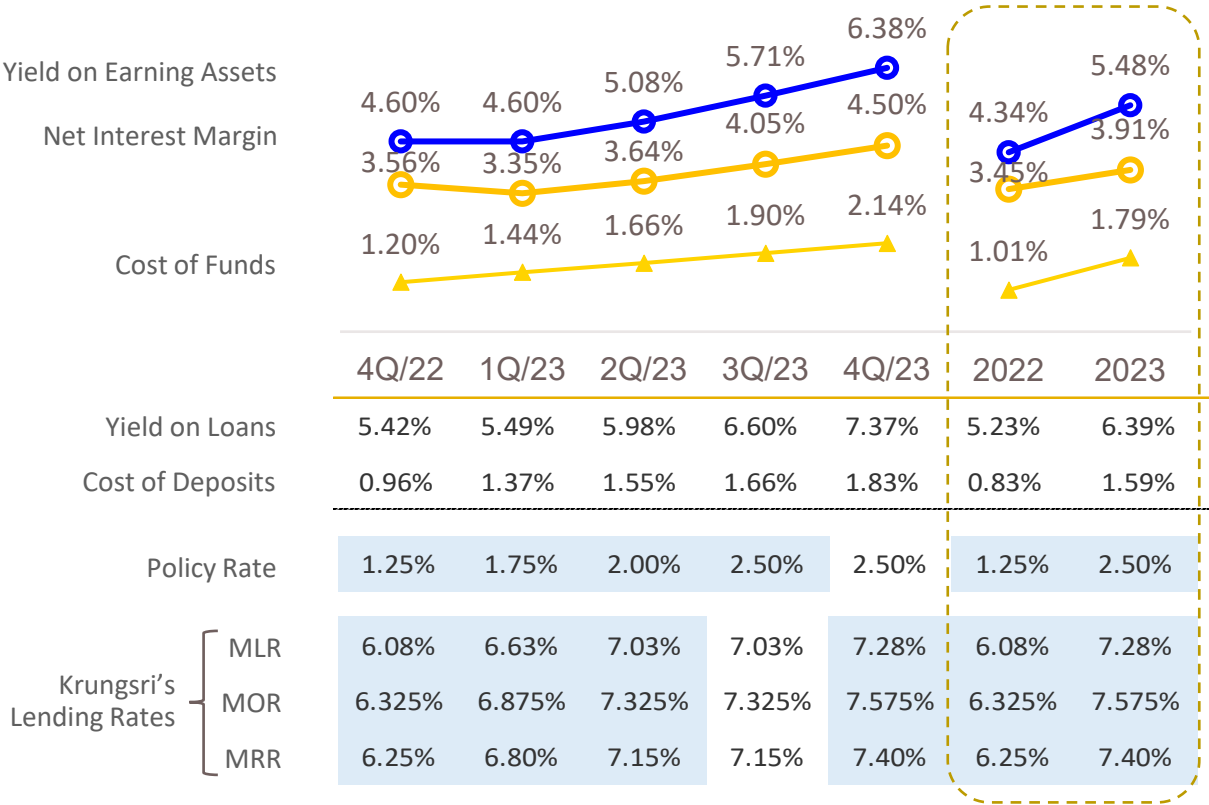 6.38%
5.71%
5.08%
4.60% 4.60%
Yield on Earning Assets
5.48%
4.34%
4.50%
4.05%
3.64%
3.56% 3.35%
Net Interest Margin
3.91%
3.45%
2.14%
1.90%
1.66%
1.44%
1.20%
Cost of Funds
1.79%
1.01%
4Q/22 1Q/23 2Q/23 3Q/23 4Q/23 2022 2023
Yield on Loans 5.42% 5.49% 5.98% 6.60% 7.37% 5.23% 6.39%
Cost of Deposits 0.96% 1.37% 1.55% 1.66% 1.83% 0.83% 1.59%
Policy Rate 1.25% 1.75% 2.00% 2.50% 2.50% 1.25% 2.50%
Krungsri's
Lending Rates
MLR 6.08% 6.63% 7.03% 7.03% 7.28% 6.08% 7.28%
MOR 6.325% 6.875% 7.325% 7.325% 7.575% 6.325% 7.575%
MRR 6.25% 6.80% 7.15% 7.15% 7.40% 6.25% 7.40%